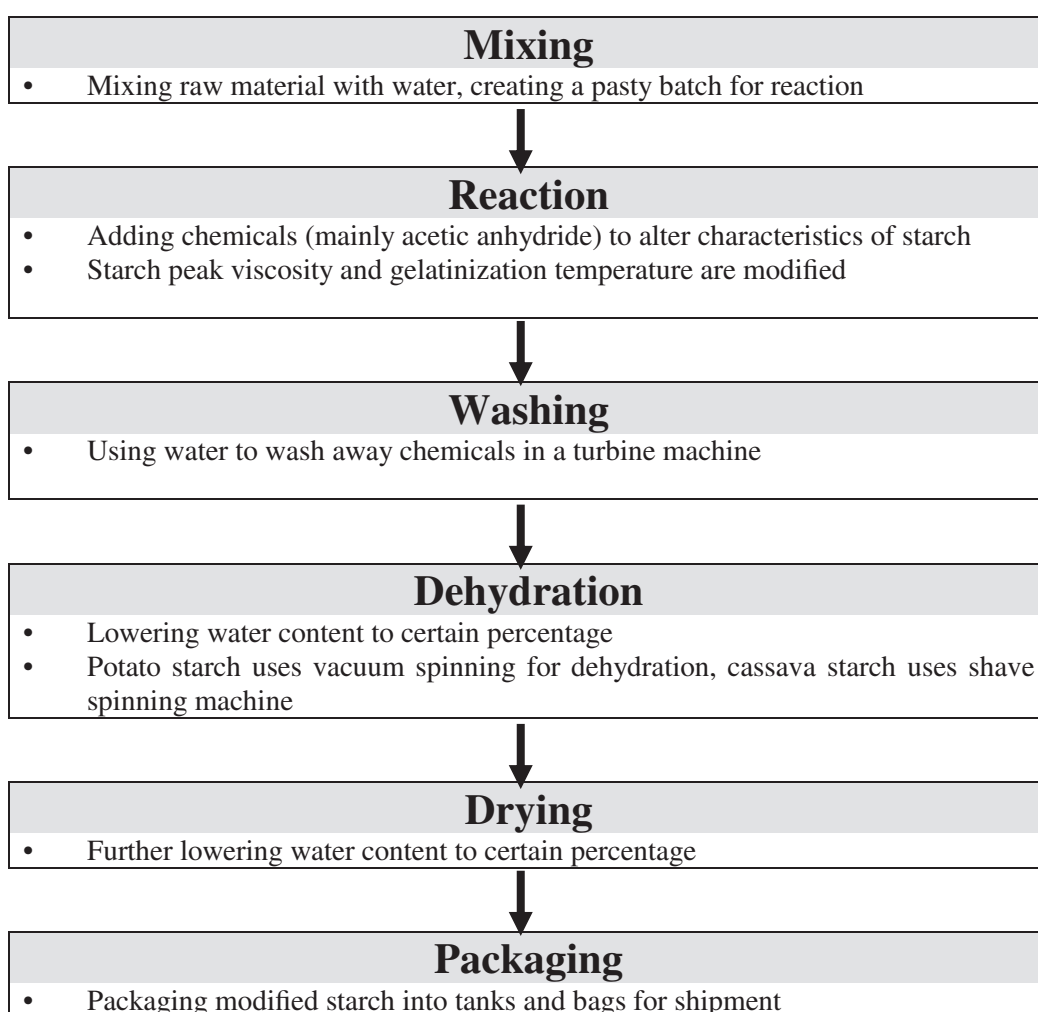 Mixing
• Mixing raw material with water, creating a pasty batch for reaction
Reaction
• Adding chemicals (mainly acetic anhydride) to alter characteristics of starch
• Starch peak viscosity and gelatinization temperature are modified
Washing
• Using water to wash away chemicals in a turbine machine
Dehydration
• Lowering water content to certain percentage
• Potato starch uses vacuum spinning for dehydration, cassava starch uses shave
spinning machine
Drying
• Further lowering water content to certain percentage
Packaging
• Packaging modified starch into tanks and bags for shipment